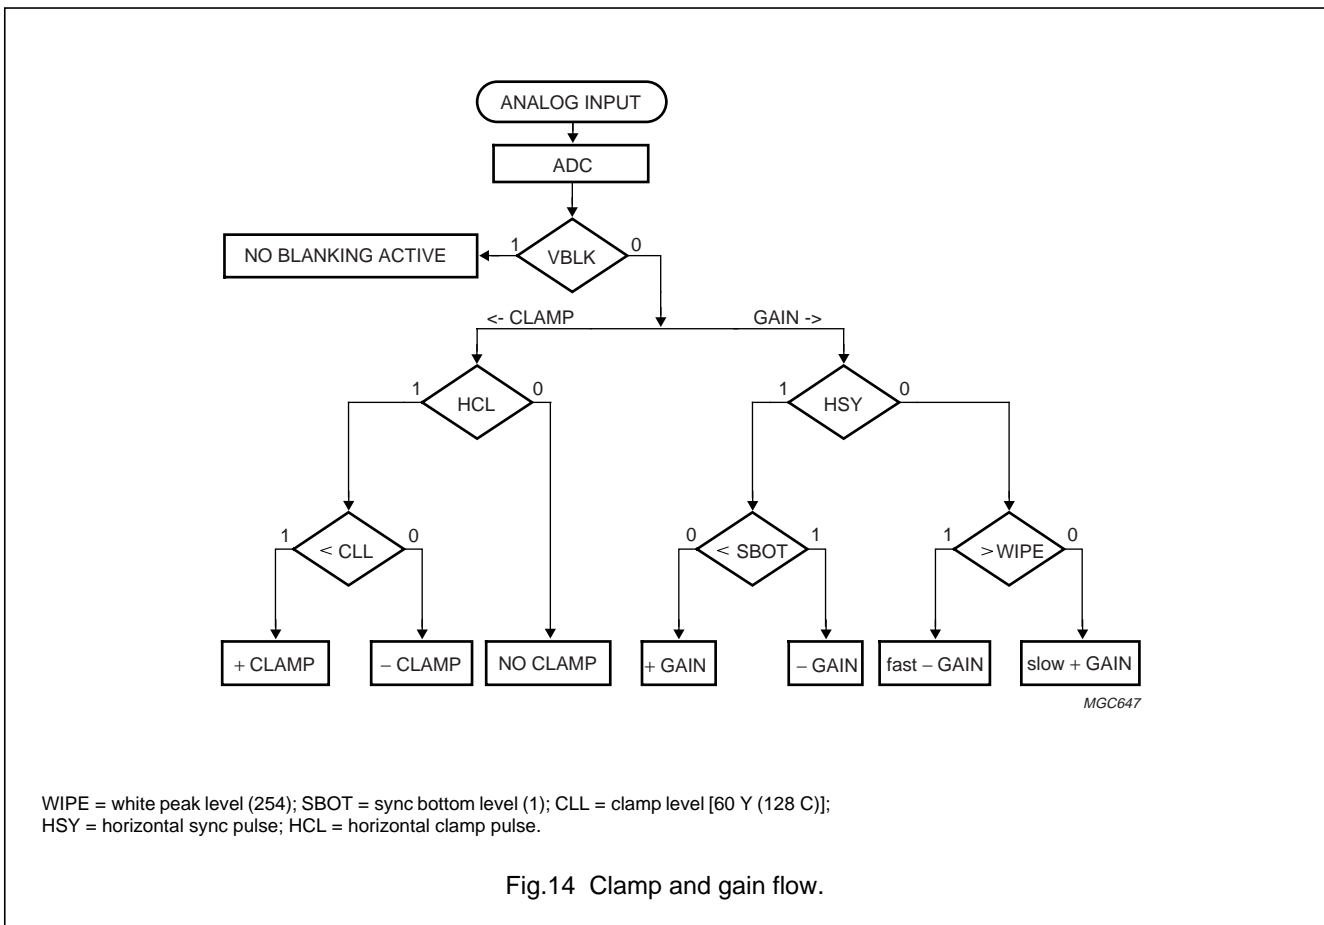 ANALOG INPUT
ADC
1 VBLK 0
NO BLANKING ACTIVE
<- CLAMP GAIN ->
1 HCL 0
1 HSY 0
1 < CLL 0
0 < SBOT 1
1 > WIPE 0
+ CLAMP
− CLAMP
NO CLAMP
+ GAIN
− GAIN
fast − GAIN
slow + GAIN
MGC647
WIPE = white peak level (254); SBOT = sync bottom level (1); CLL = clamp level [60 Y (128 C)];
HSY = horizontal sync pulse; HCL = horizontal clamp pulse.
Fig.14 Clamp and gain flow.